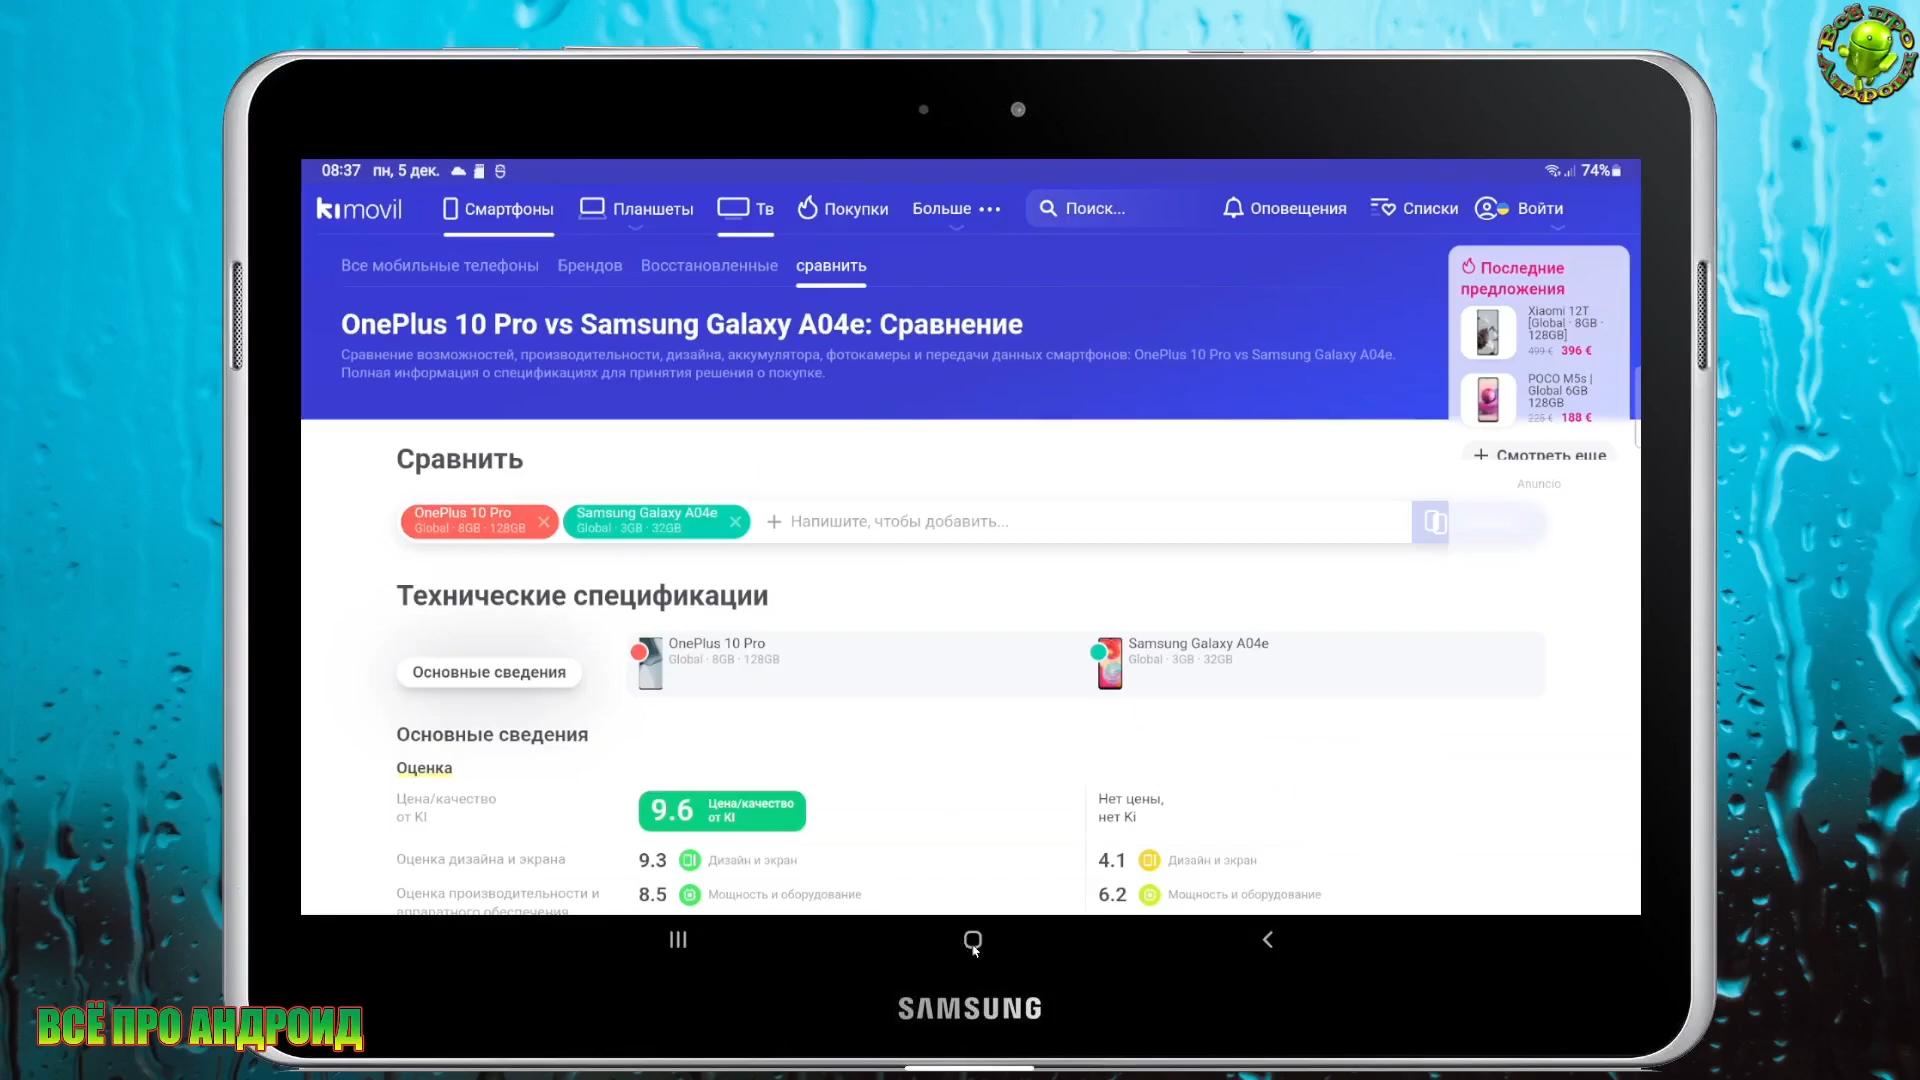 Всё про Андроид
08:37 пн, 5 дек. 74%
kimovil Смартфоны Планшеты Тв Покупки Больше ••• Поиск... Оповещения Списки Войти
Все мобильные телефоны Брендов Восстановленные сравнить
OnePlus 10 Pro vs Samsung Galaxy A04e: Сравнение
Сравнение возможностей, производительности, дизайна, аккумулятора, фотокамеры и передачи данных смартфонов: OnePlus 10 Pro vs Samsung Galaxy A04e.
Полная информация о спецификациях для принятия решения о покупке.
Последние
предложения
Xiaomi 12T
[Global · 8GB ·
128GB]
499 € 396 €
POCO M5s |
Global 6GB
128GB
225 € 188 €
+ Смотреть еще
Anuncio
Сравнить
OnePlus 10 Pro
Global · 8GB · 128GB
Samsung Galaxy A04e
Global · 3GB · 32GB
+ Напишите, чтобы добавить...
Технические спецификации
Основные сведения
OnePlus 10 Pro
Global · 8GB · 128GB
Samsung Galaxy A04e
Global · 3GB · 32GB
Основные сведения
Оценка
Цена/качество
от KI
9.6 Цена/качество
от KI
Нет цены,
нет Ki
Оценка дизайна и экрана 9.3 Дизайн и экран 4.1 Дизайн и экран
Оценка производительности и
аппаратного обеспечения
8.5 Мощность и оборудование 6.2 Мощность и оборудование
SAMSUNG
ВСЁ ПРО АНДРОИД